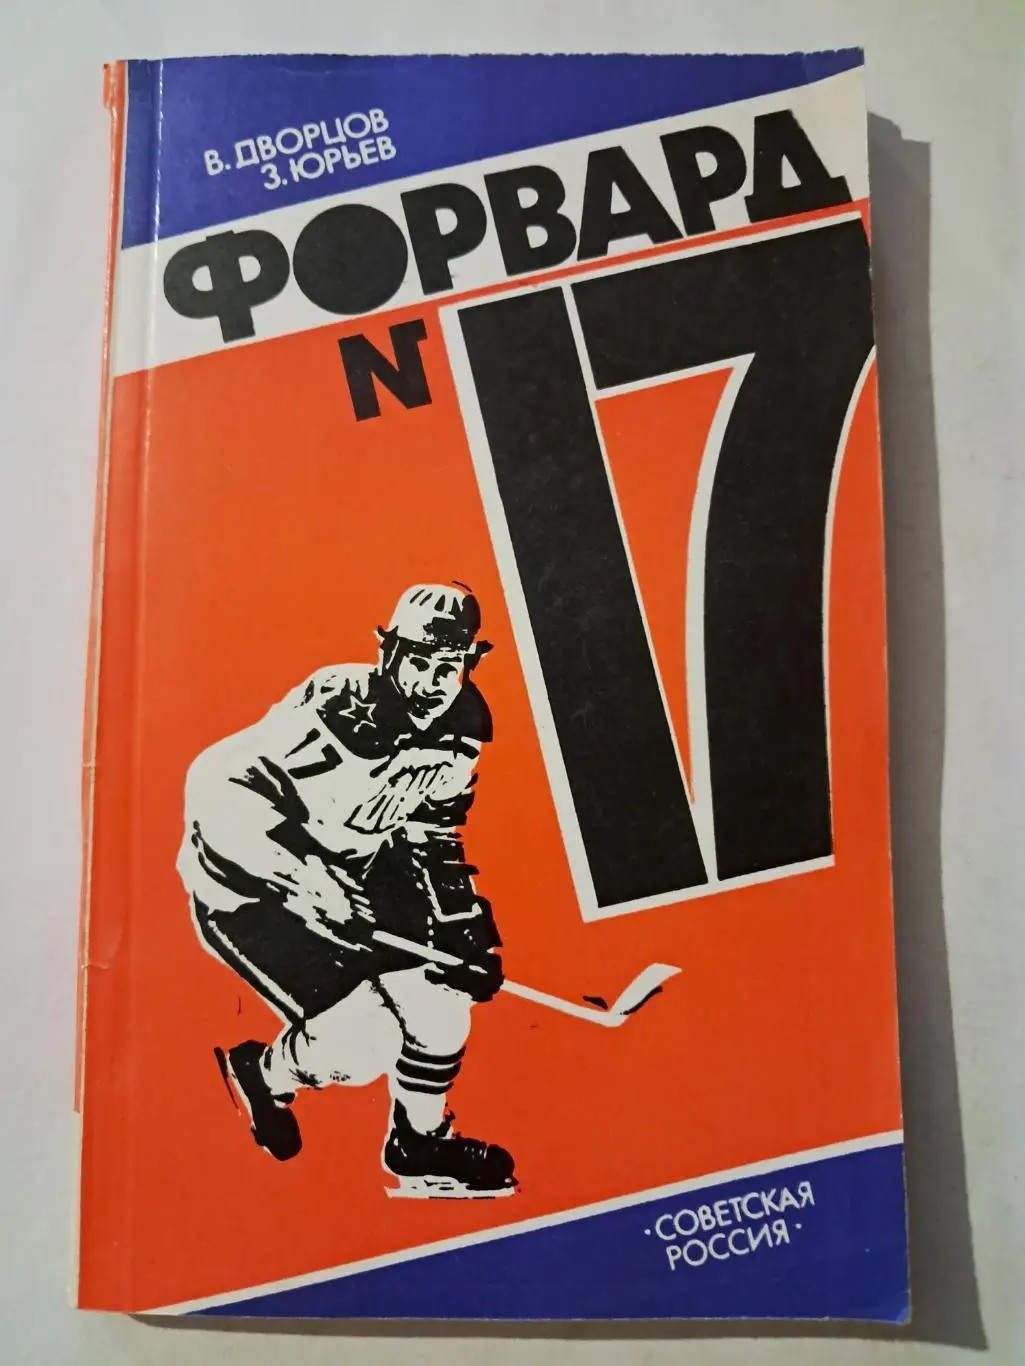 В. ДВОРЦОВ
З. ЮРЬЕВ
ФОРВАРД
N 17
17
·СОВЕТСКАЯ
РОССИЯ·